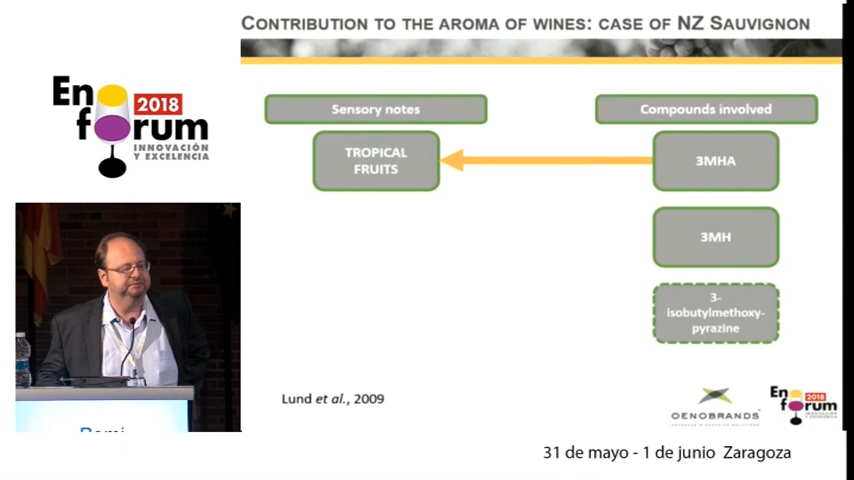 CONTRIBUTION TO THE AROMA OF WINES: CASE OF NZ SAUVIGNON
En
2018
forum
INNOVACIÓN
Y EXCELENCIA
Sensory notes
Compounds involved
TROPICAL
FRUITS
3MHA
3MH
3-
isobutylmethoxy-
pyrazine
Lund et al., 2009
OENOBRANDS
En
2018
forum
31 de mayo - 1 de junio Zaragoza